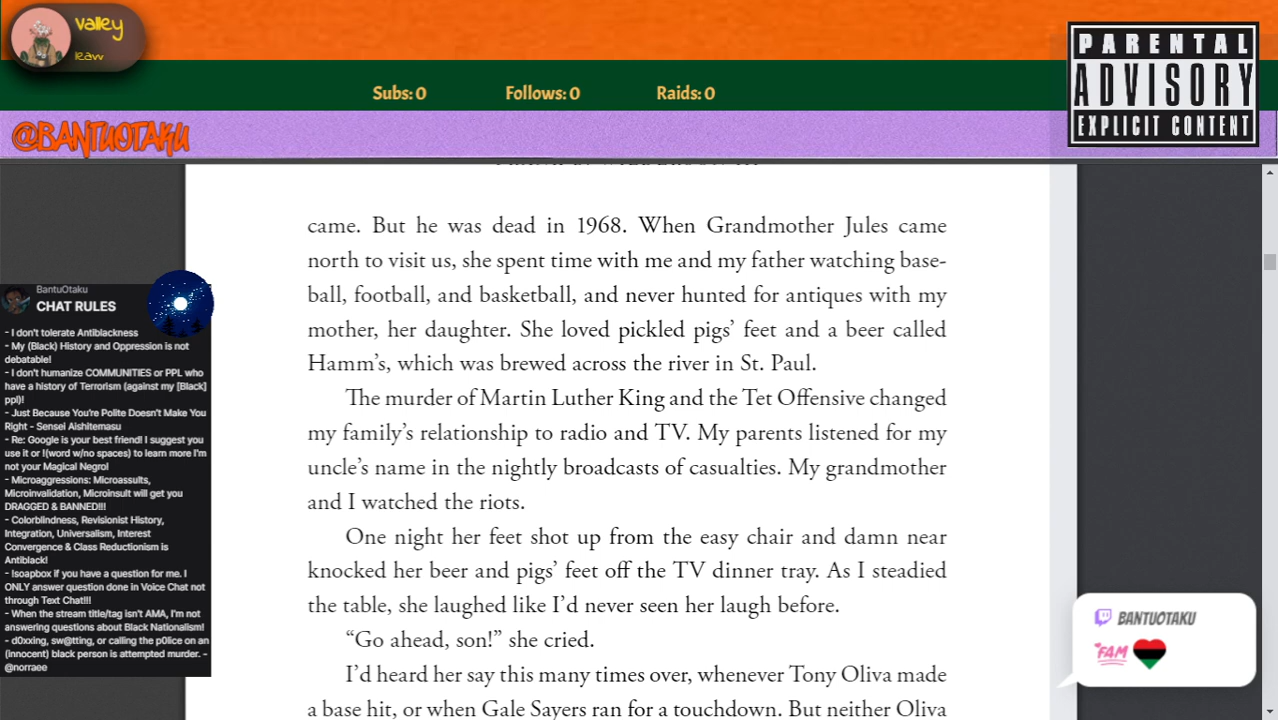 Valley
team
Subs: 0
Follows: 0
Raids: 0
PARENTAL
ADVISORY
EXPLICIT CONTENT
@BANTUOTAKU
came. But he was dead in 1968. When Grandmother Jules came
north to visit us, she spent time with me and my father watching base-
ball, football, and basketball, and never hunted for antiques with my
mother, her daughter. She loved pickled pigs’ feet and a beer called
Hamm’s, which was brewed across the river in St. Paul.
The murder of Martin Luther King and the Tet Offensive changed
my family’s relationship to radio and TV. My parents listened for my
uncle’s name in the nightly broadcasts of casualties. My grandmother
and I watched the riots.
One night her feet shot up from the easy chair and damn near
knocked her beer and pigs’ feet off the TV dinner tray. As I steadied
the table, she laughed like I’d never seen her laugh before.
“Go ahead, son!” she cried.
I’d heard her say this many times over, whenever Tony Oliva made
a base hit, or when Gale Sayers ran for a touchdown. But neither Oliva
BantuOtaku
CHAT RULES
- I don't tolerate Antiblackness
- My (Black) History and Oppression is not
debatable!
- I don't humanize COMMUNITIES or PPL who
have a history of Terrorism (against my [Black]
ppl)!
- Just Because You're Polite Doesn't Make You
Right - Sensei Aishitemasu
- Re: Google is your best friend! I suggest you
use it or !(word w/no spaces) to learn more I'm
not your Magical Negro!
- Microaggressions: Microassults,
Microinvalidation, Microinsult will get you
DRAGGED & BANNED!!!
- Colorblindness, Revisionist History,
Integration, Universalism, Interest
Convergence & Class Reductionism is
Antiblack!
- !soapbox if you have a question for me. I
ONLY answer question done in Voice Chat not
through Text Chat!!!
- When the stream title/tag isn't AMA, I'm not
answering questions about Black Nationalism!
- d0xxing, sw@tting, or calling the p0lice on an
(innocent) black person is attempted murder. -
@norraee
BANTUOTAKU
FAM